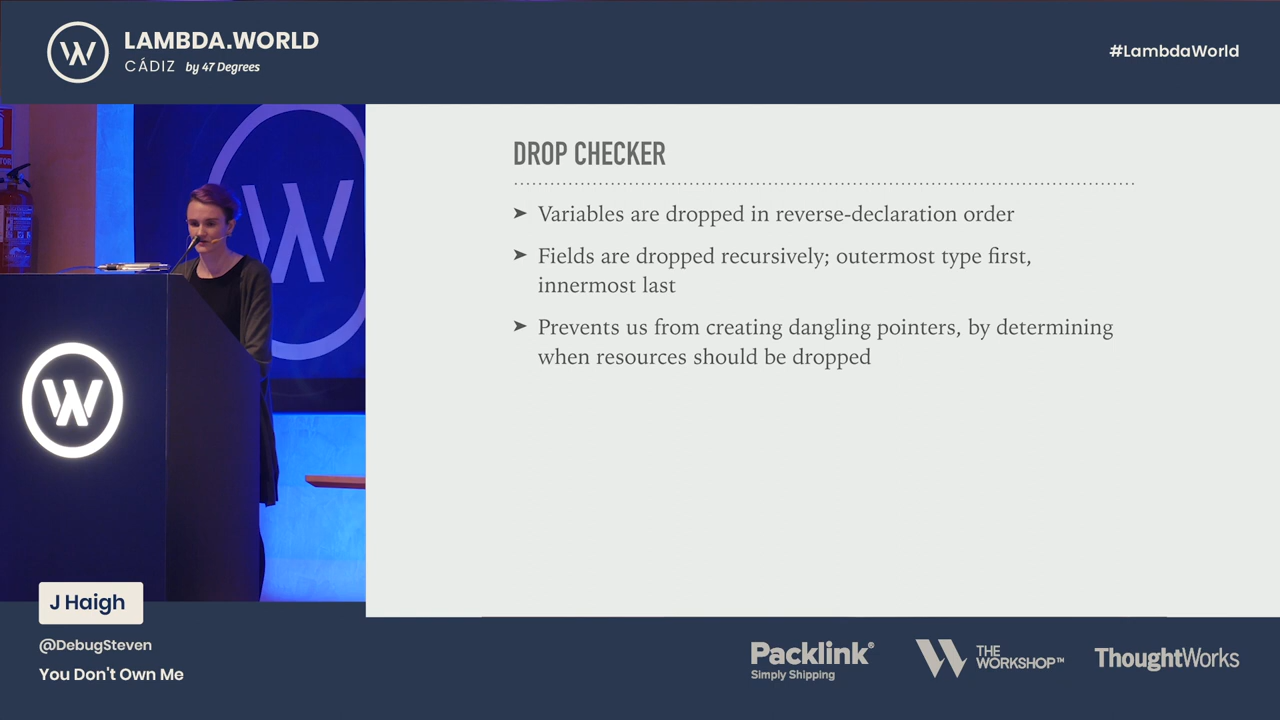 LAMBDA.WORLD
CÁDIZ by 47 Degrees
#LambdaWorld
DROP CHECKER
➤ Variables are dropped in reverse-declaration order
➤ Fields are dropped recursively; outermost type first,
innermost last
➤ Prevents us from creating dangling pointers, by determining
when resources should be dropped
J Haigh
@DebugSteven
You Don't Own Me
Packlink®
Simply Shipping
THE
WORKSHOP™
ThoughtWorks